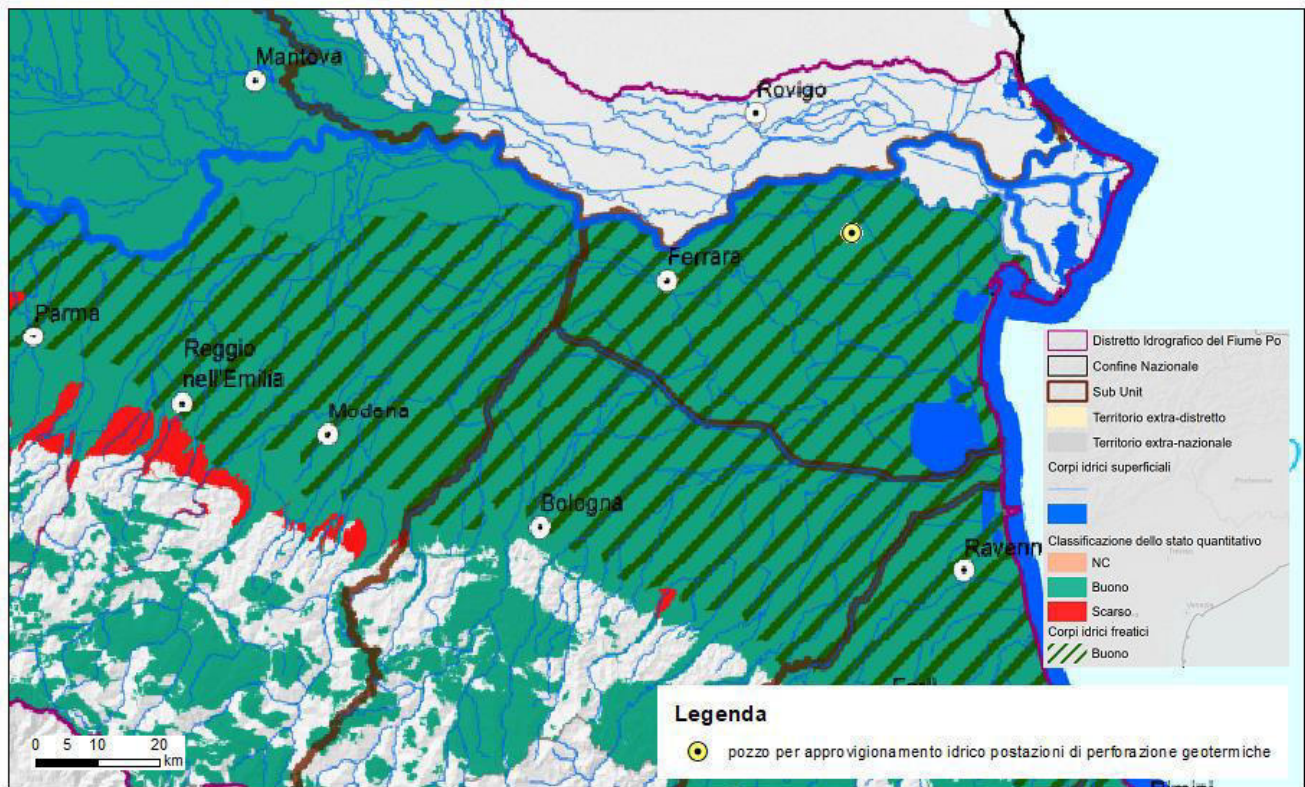 Mantova
Rovigo
Ferrara
Parma
Reggio
nell'Emilia
Modena
Bologna
Ravenn
Distretto Idrografico del Fiume Po
Confine Nazionale
Sub Unit
Territorio extra-distretto
Territorio extra-nazionale
Corpi idrici superficiali
Classificazione dello stato quantitativo
NC
Buono
Scarso
Corpi idrici freatici
Buono
Venezia
Legenda
pozzo per approvigionamento idrico postazioni di perforazione geotermiche
0 5 10 20
km